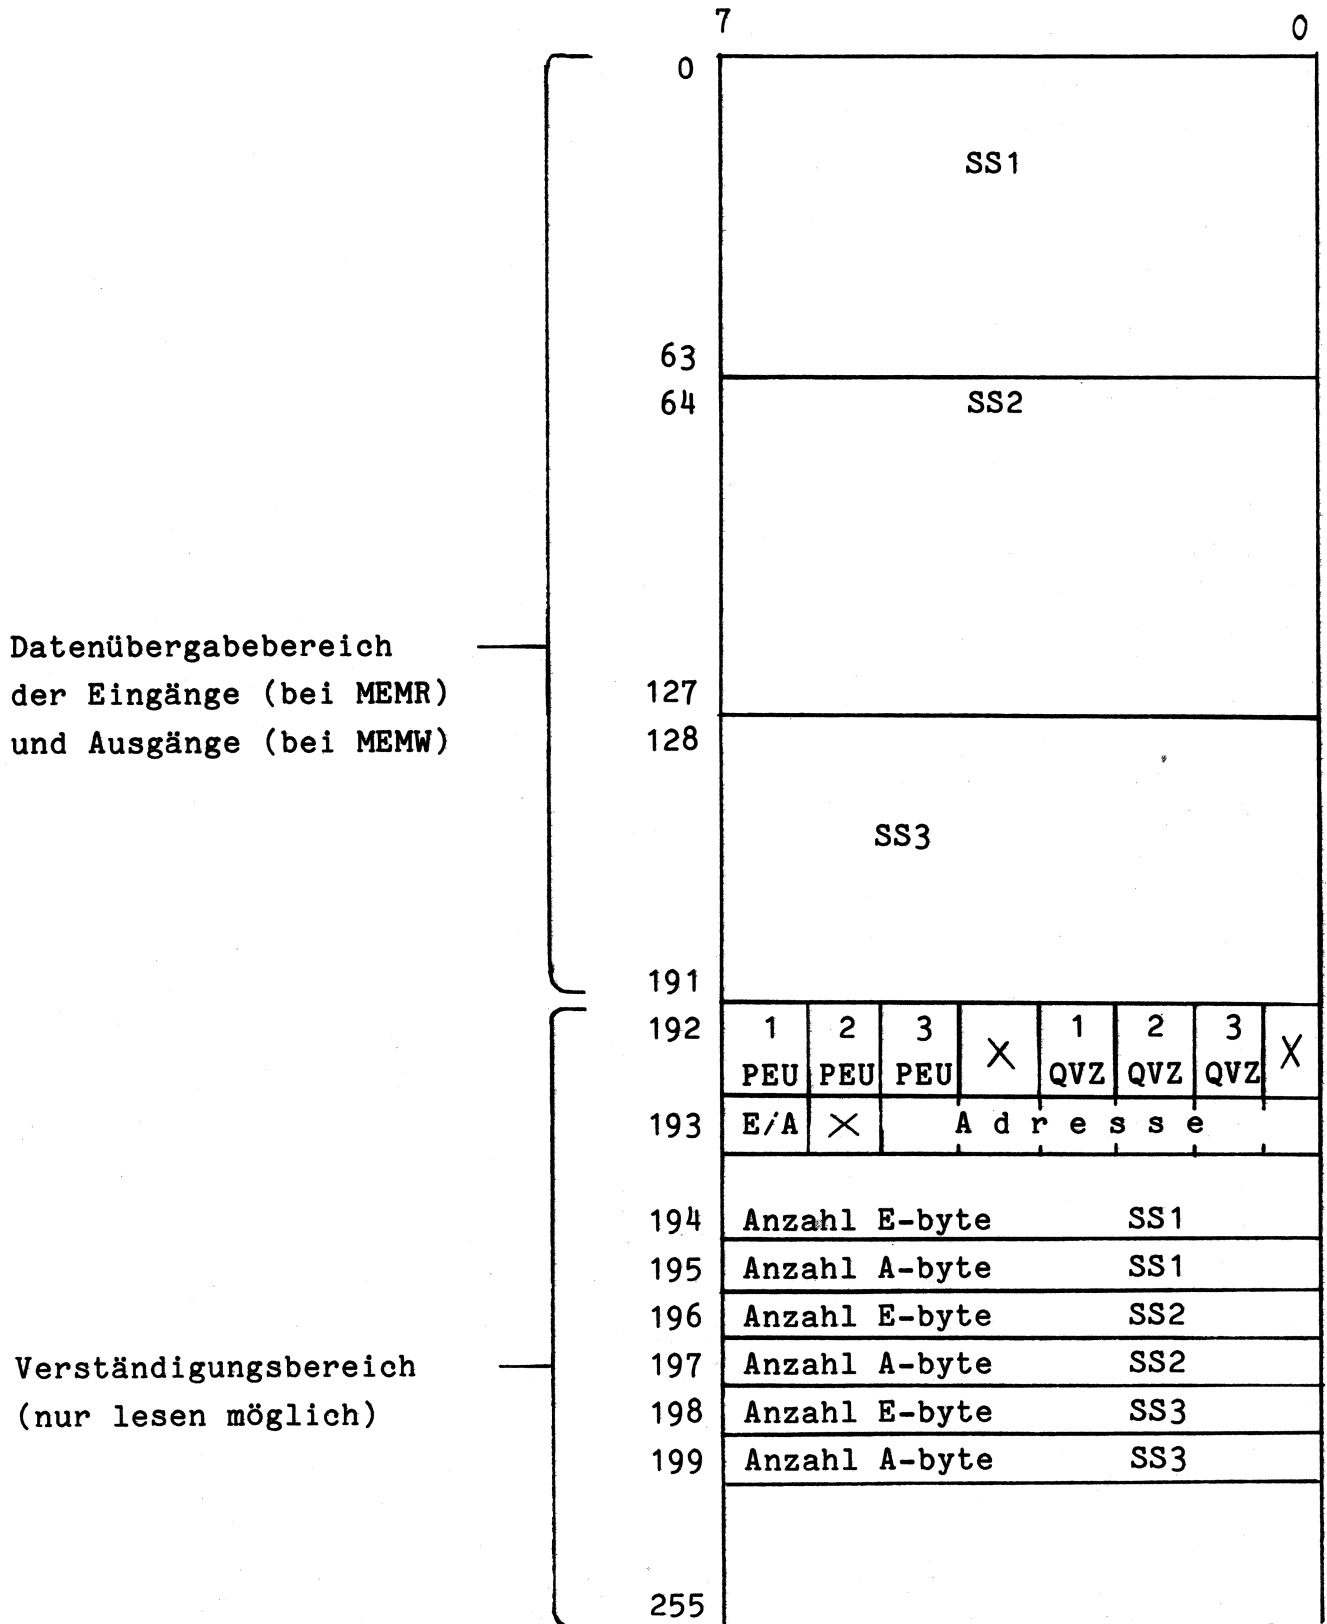 7 0
0
SS1
63
64 SS2
Datenübergabebereich
der Eingänge (bei MEMR)
und Ausgänge (bei MEMW)
127
128
SS3
191
192 1 2 3 X 1 2 3 X
PEU PEU PEU QVZ QVZ QVZ
193 E/A X Adresse
194 Anzahl E-byte SS1
195 Anzahl A-byte SS1
196 Anzahl E-byte SS2
197 Anzahl A-byte SS2
198 Anzahl E-byte SS3
199 Anzahl A-byte SS3
Verständigungsbereich
(nur lesen möglich)
255